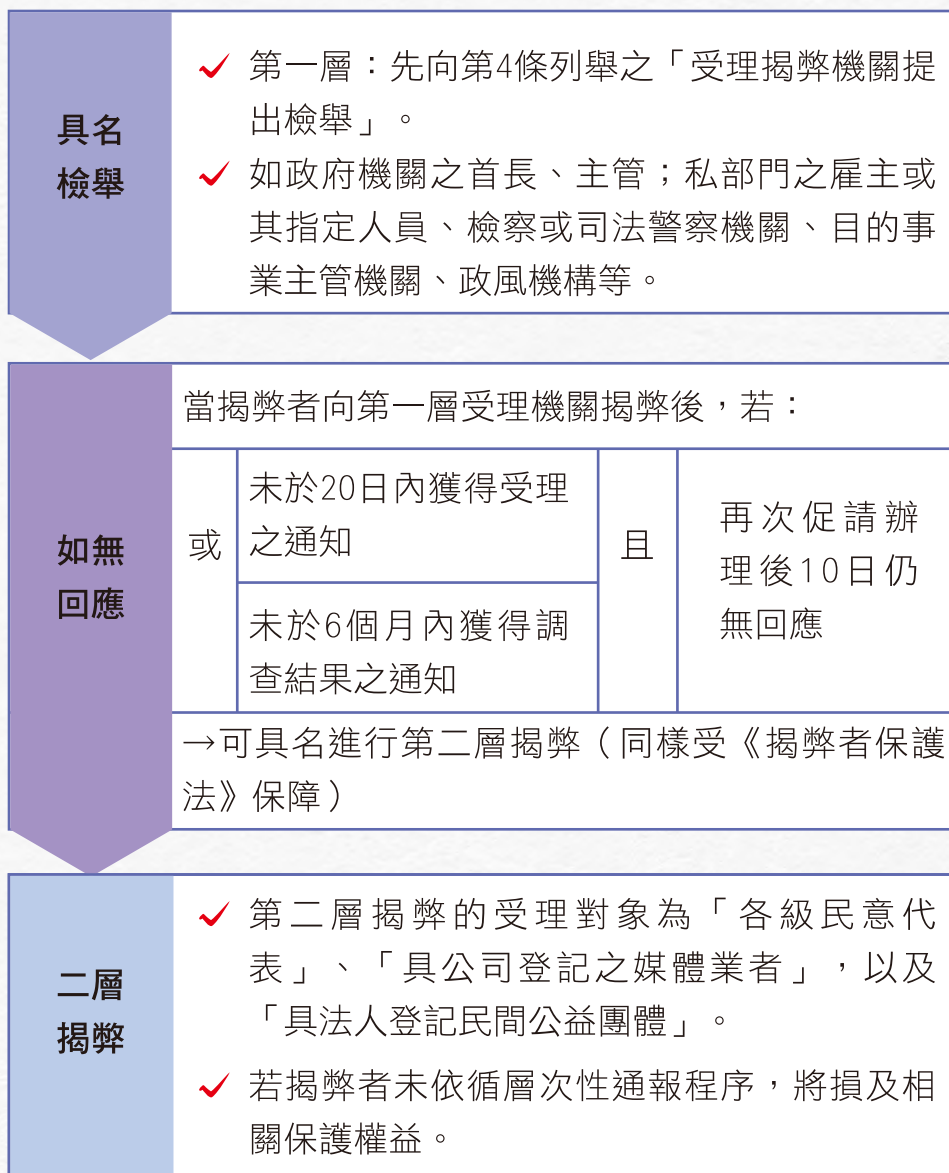 具名
檢舉
✓ 第一層：先向第4條列舉之「受理揭弊機關提
出檢舉」。
✓ 如政府機關之首長、主管；私部門之雇主或
其指定人員、檢察或司法警察機關、目的事
業主管機關、政風機構等。
如無
回應
當揭弊者向第一層受理機關揭弊後，若：
或
未於20日內獲得受理
之通知
未於6個月內獲得調
查結果之通知
且
再次促請辦
理後10日仍
無回應
→可具名進行第二層揭弊（同樣受《揭弊者保護
法》保障）
二層
揭弊
✓ 第二層揭弊的受理對象為「各級民意代
表」、「具公司登記之媒體業者」，以及
「具法人登記民間公益團體」。
✓ 若揭弊者未依循層次性通報程序，將損及相
關保護權益。